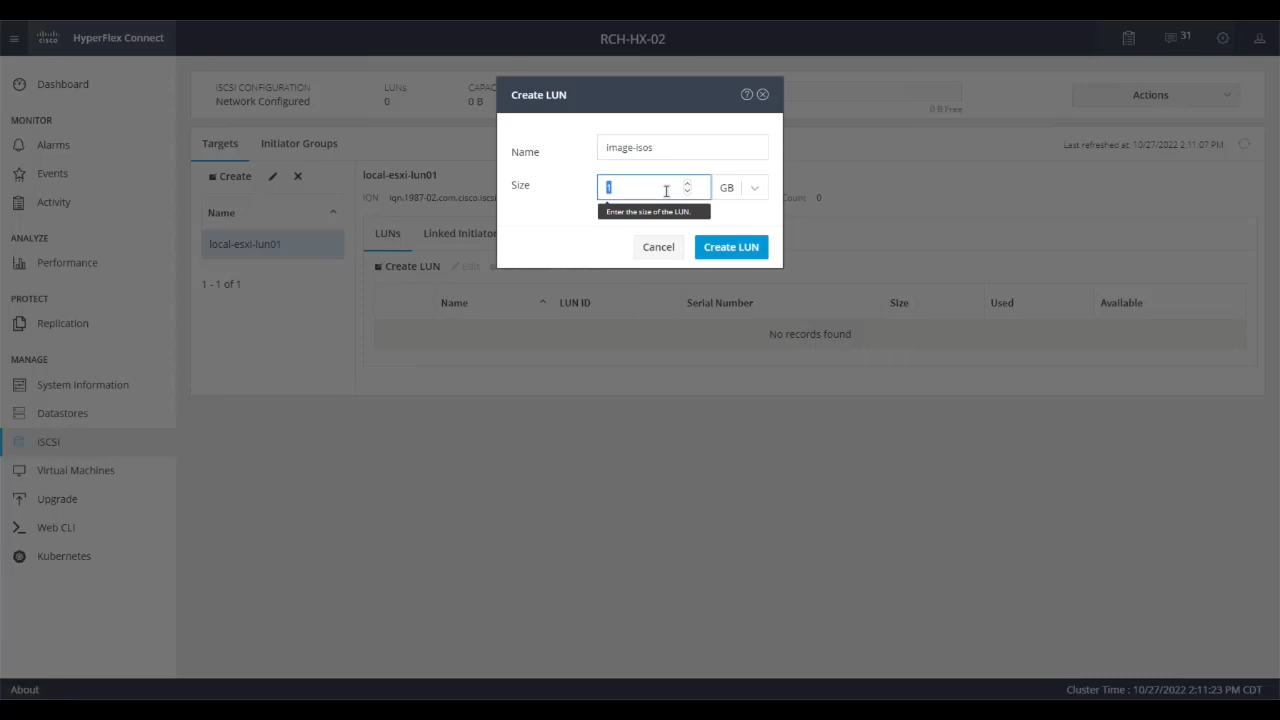 cisco
HyperFlex Connect
RCH-HX-02
31
Dashboard
MONITOR
Alarms
Events
Activity
ANALYZE
Performance
PROTECT
Replication
MANAGE
System Information
Datastores
iSCSI
Virtual Machines
Upgrade
Web CLI
Kubernetes
iSCSI CONFIGURATION
Network Configured
LUNs
0
0 B
0 B Free
Actions
Targets
Initiator Groups
Last refreshed at: 10/27/2022 2:11:07 PM
Create
Name
local-esxi-lun01
1 - 1 of 1
local-esxi-lun01
IQN iqn.1987-02.com.cisco.iscsi
Count 0
LUNs
Linked Initiator
Create LUN
Edit
Name
LUN ID
Serial Number
Size
Used
Available
No records found
Create LUN
Name
image-isos
Size
1
GB
Enter the size of the LUN.
Cancel
Create LUN
About
Cluster Time : 10/27/2022 2:11:23 PM CDT